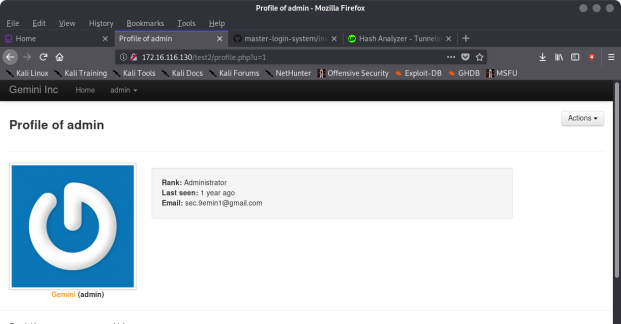 Profile of admin - Mozilla Firefox
File Edit View History Bookmarks Tools Help
Home
Profile of admin
master-login-system/in
Hash Analyzer - Tunnels
172.16.116.130/test2/profile.php?u=1
Kali Linux Kali Training Kali Tools Kali Docs Kali Forums NetHunter Offensive Security Exploit-DB GHDB MSFU
Gemini Inc Home admin
Profile of admin
Actions
Rank: Administrator
Last seen: 1 year ago
Email: sec.9emin1@gmail.com
Gemini (admin)